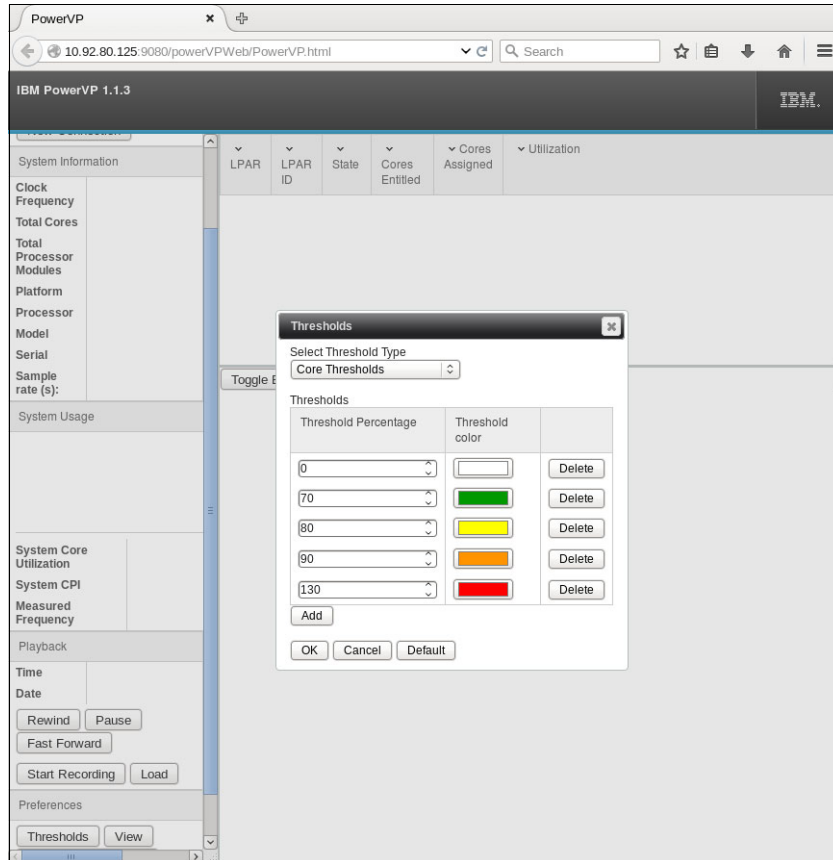 PowerVP
10.92.80.125:9080/powerVPWeb/PowerVP.html
Search
IBM PowerVP 1.1.3
IBM.
New Connection
System Information
Clock
Frequency
Total Cores
Total
Processor
Modules
Platform
Processor
Model
Serial
Sample
rate (s):
System Usage
System Core
Utilization
System CPI
Measured
Frequency
Playback
Time
Date
Rewind Pause
Fast Forward
Start Recording Load
Preferences
Thresholds View
LPAR
LPAR
ID
State
Cores
Entitled
Cores
Assigned
Utilization
Toggle
Thresholds
Select Threshold Type
Core Thresholds
Thresholds
Threshold Percentage Threshold
color
0 Delete
70 Delete
80 Delete
90 Delete
130 Delete
Add
OK Cancel Default